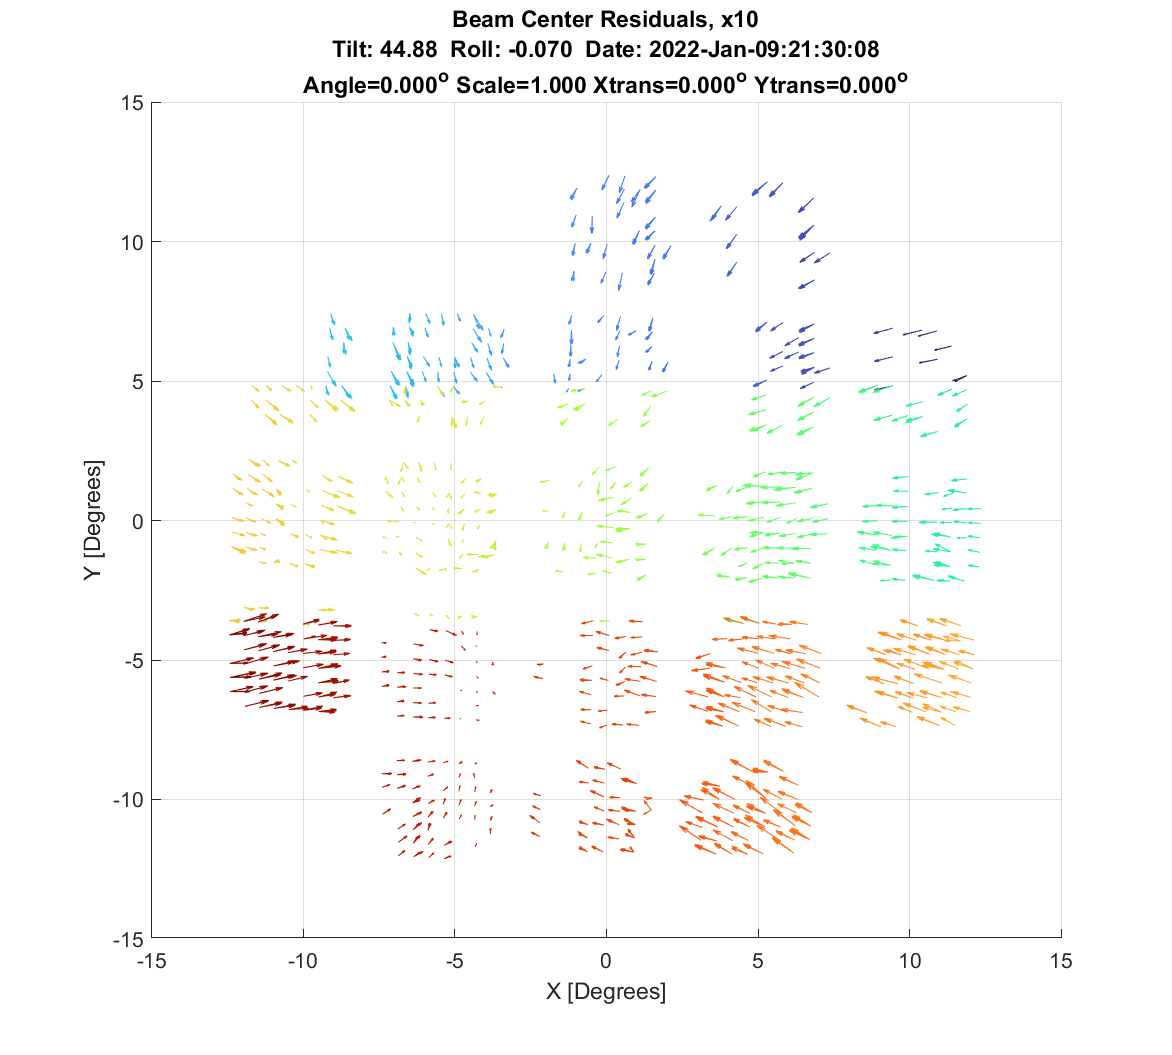 Beam Center Residuals, x10
Tilt: 44.88 Roll: -0.070 Date: 2022-Jan-09:21:30:08
Angle=0.000° Scale=1.000 Xtrans=0.000° Ytrans=0.000°
15
10
5
0
-5
-10
-15
Y [Degrees]
-15 -10 -5 0 5 10 15
X [Degrees]